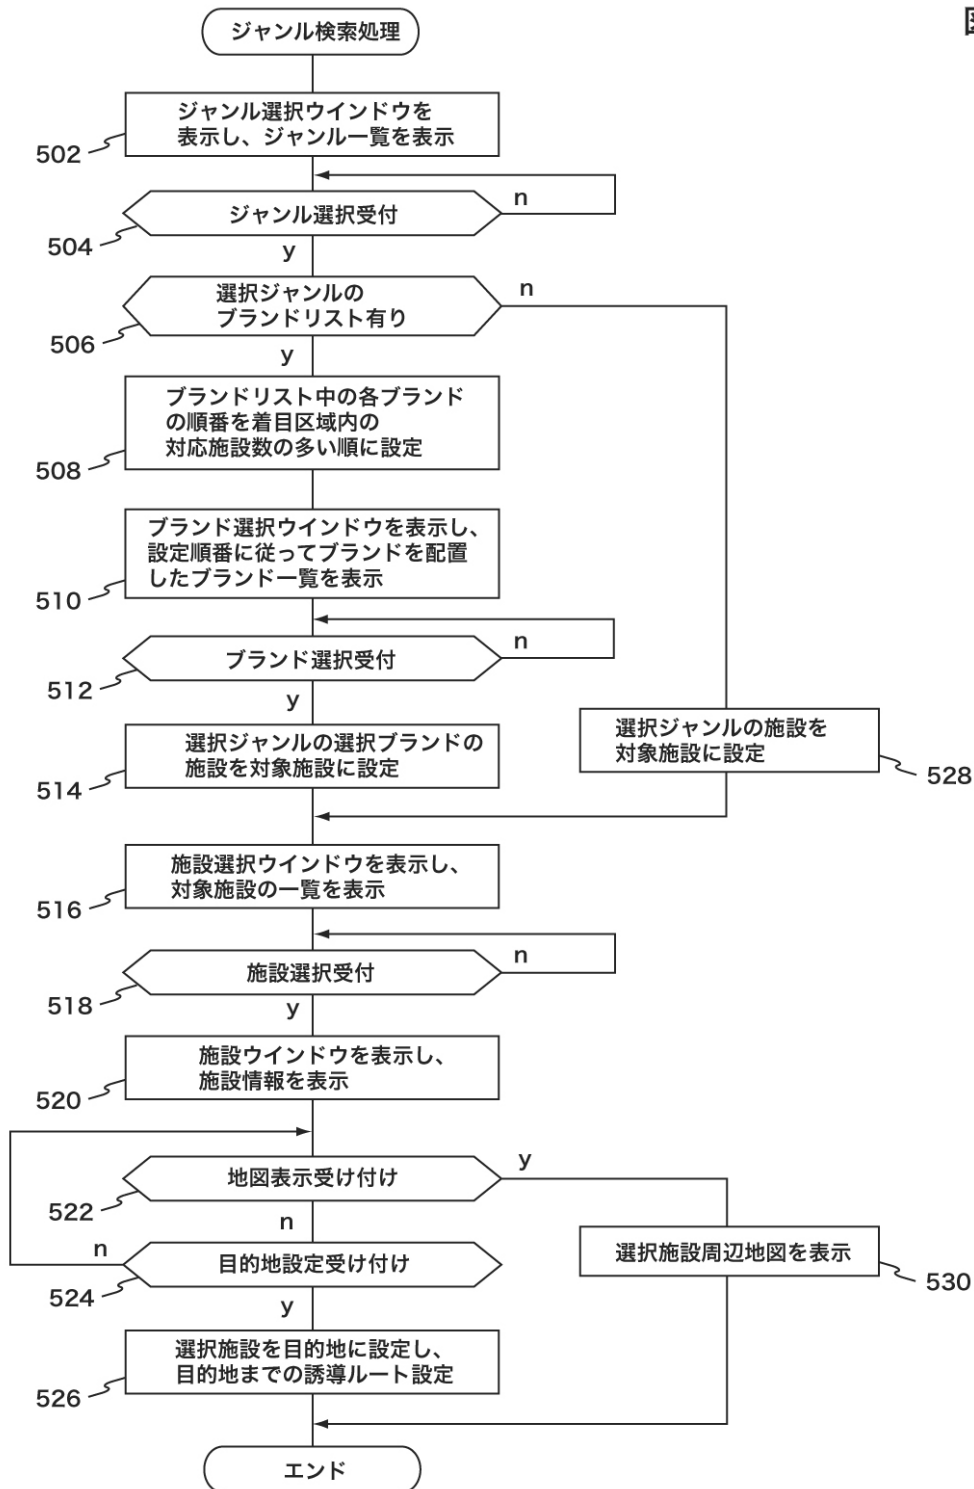 ジャンル検索処理
ジャンル選択ウインドウを
表示し、ジャンル一覧を表示
502
n
ジャンル選択受付
504
y
選択ジャンルの
ブランドリスト有り
n
506
y
ブランドリスト中の各ブランド
の順番を着目区域内の
対応施設数の多い順に設定
508
ブランド選択ウインドウを表示し、
設定順番に従ってブランドを配置
したブランド一覧を表示
510
n
ブランド選択受付
512
y
選択ジャンルの選択ブランドの
施設を対象施設に設定
514
選択ジャンルの施設を
対象施設に設定
528
施設選択ウインドウを表示し、
対象施設の一覧を表示
516
n
施設選択受付
518
y
施設ウインドウを表示し、
施設情報を表示
520
地図表示受け付け
y
522
n
n
目的地設定受け付け
524
y
選択施設周辺地図を表示
530
選択施設を目的地に設定し、
目的地までの誘導ルート設定
526
エンド